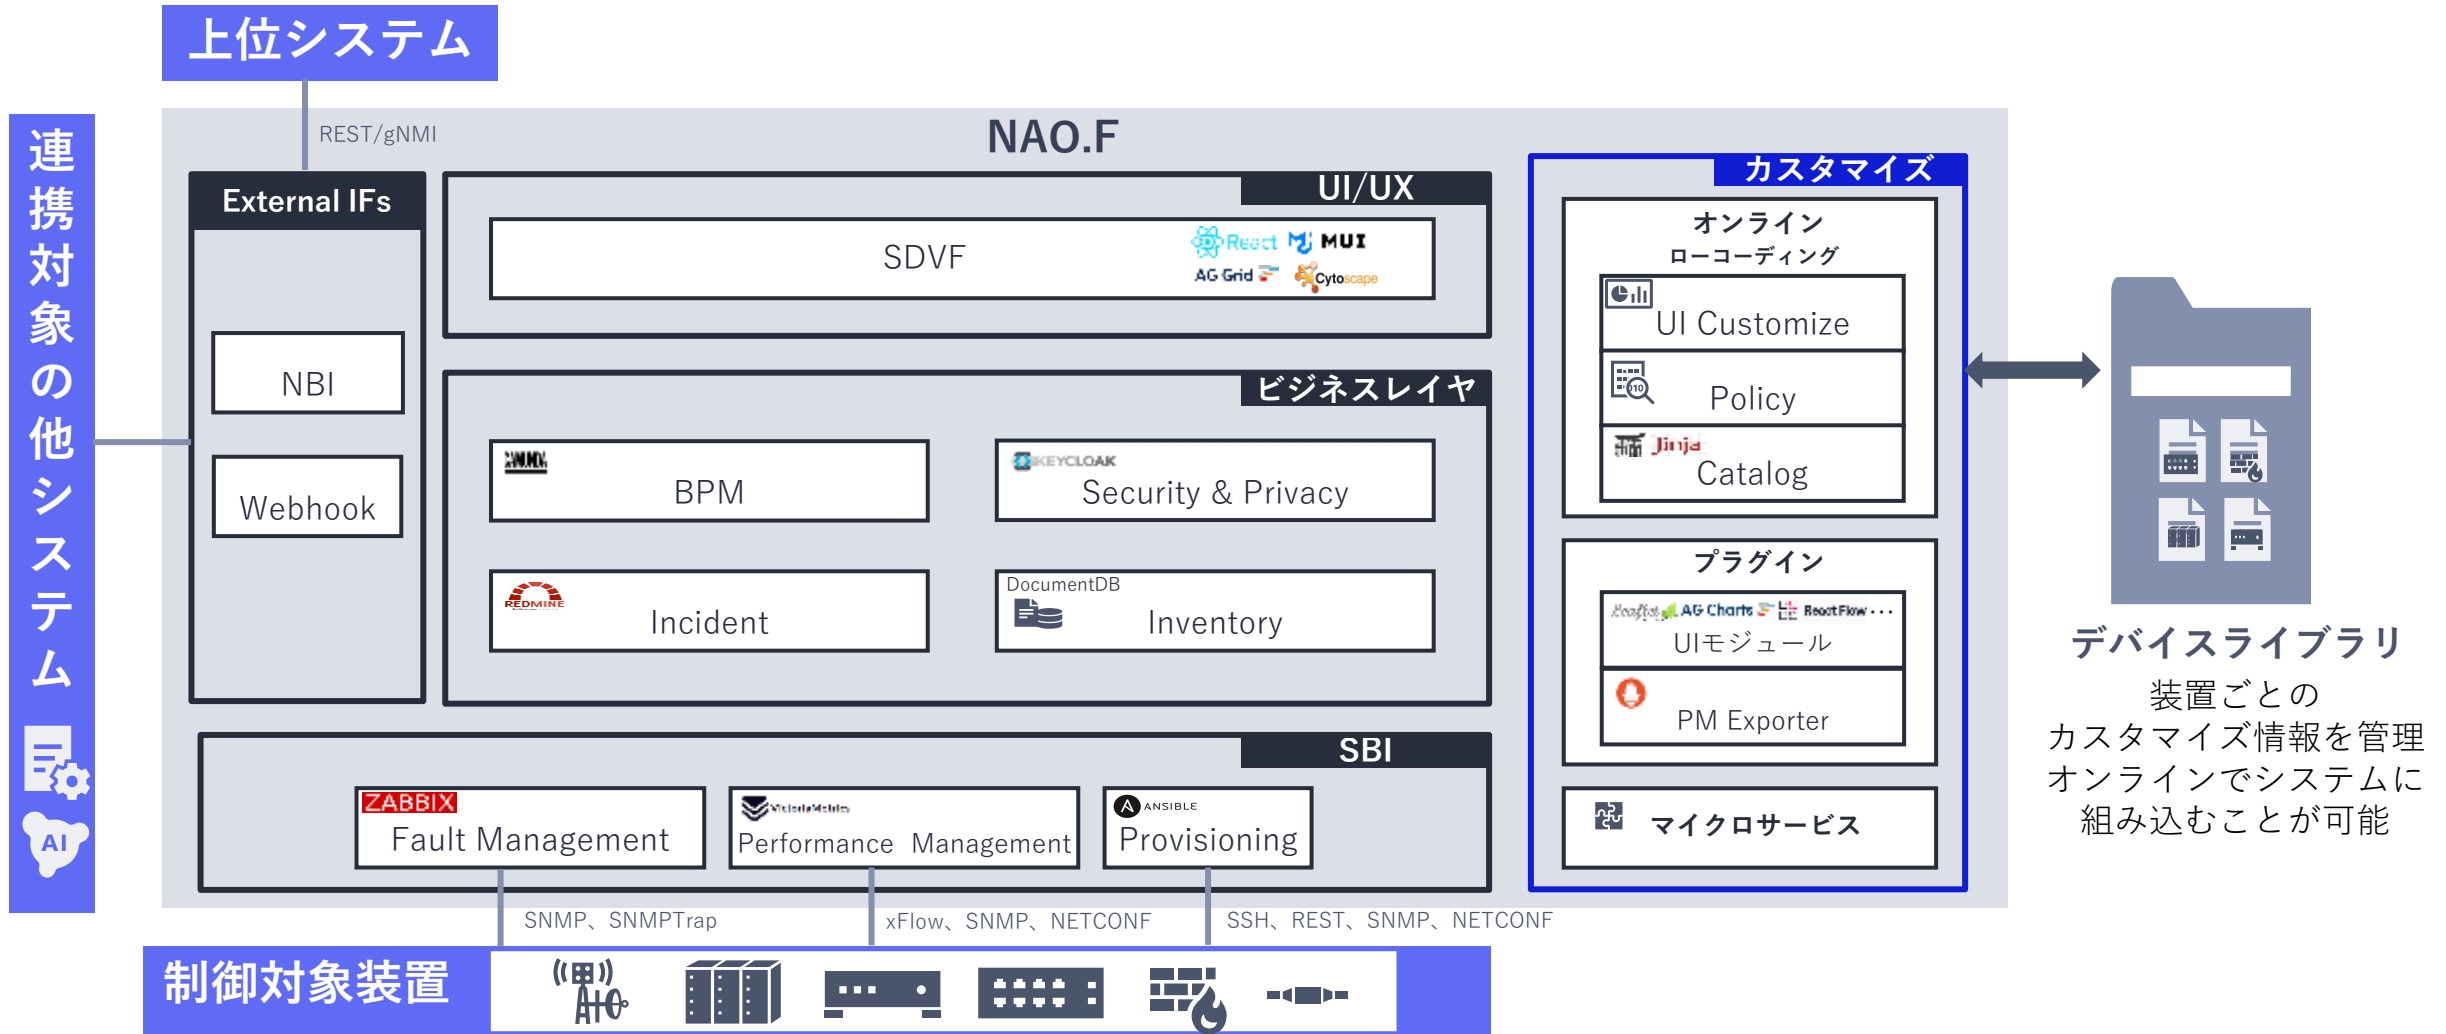 上位システム
REST/gNMI
NAO.F
連携対象の他システム
AI
External IFs
NBI
Webhook
UI/UX
SDVF
React
MUI
AG Grid
Cytoscape
ビジネスレイヤ
BPM
KEYCLOAK
Security & Privacy
REDMINE
Incident
DocumentDB
Inventory
SBI
ZABBIX
Fault Management
VictoriaMetrics
Performance Management
A ANSIBLE
Provisioning
カスタマイズ
オンライン
ローコーディング
UI Customize
010
Policy
Jinja
Catalog
プラグイン
Leaflet AG Charts React Flow ···
UIモジュール
PM Exporter
マイクロサービス
デバイスライブラリ
装置ごとの
カスタマイズ情報を管理
オンラインでシステムに
組み込むことが可能
SNMP、SNMPTrap
xFlow、SNMP、NETCONF
SSH、REST、SNMP、NETCONF
制御対象装置